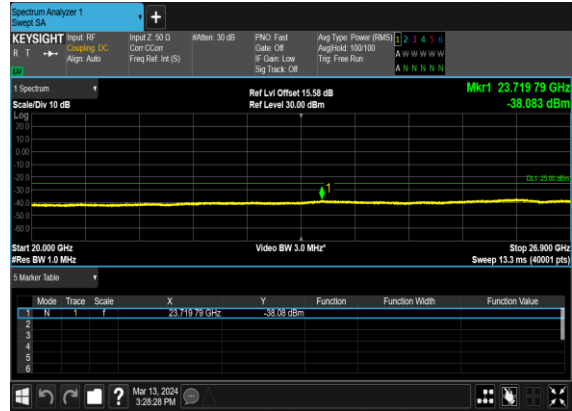 Spectrum Analyzer 1
Swept SA
+
KEYSIGHT Input: RF Input Z: 50 Ω #Atten: 30 dB PNO: Fast Avg Type: Power (RMS) 1 2 3 4 5 6
R T Coupling: DC Corr CCorr Gate: Off Avg|Hold: 100/100 A W W W W W
Align: Auto Freq Ref: Int (S) IF Gain: Low Trig: Free Run
Sig Track: Off A N N N N N
1 Spectrum Ref Lvl Offset 15.58 dB Mkr1 23.719 79 GHz
Scale/Div 10 dB Ref Level 30.00 dBm -38.083 dBm
Log
20.0
10.0
0.00
-10.0
-20.0
DL1 -25.00 dBm
-30.0
1
-40.0
-50.0
-60.0
Start 20.000 GHz Video BW 3.0 MHz* Stop 26.900 GHz
#Res BW 1.0 MHz Sweep 13.3 ms (40001 pts)
5 Marker Table
Mode Trace Scale X Y Function Function Width Function Value
1 N 1 f 23.719 79 GHz -38.08 dBm
2
3
4
5
6
? Mar 13, 2024
3:28:28 PM